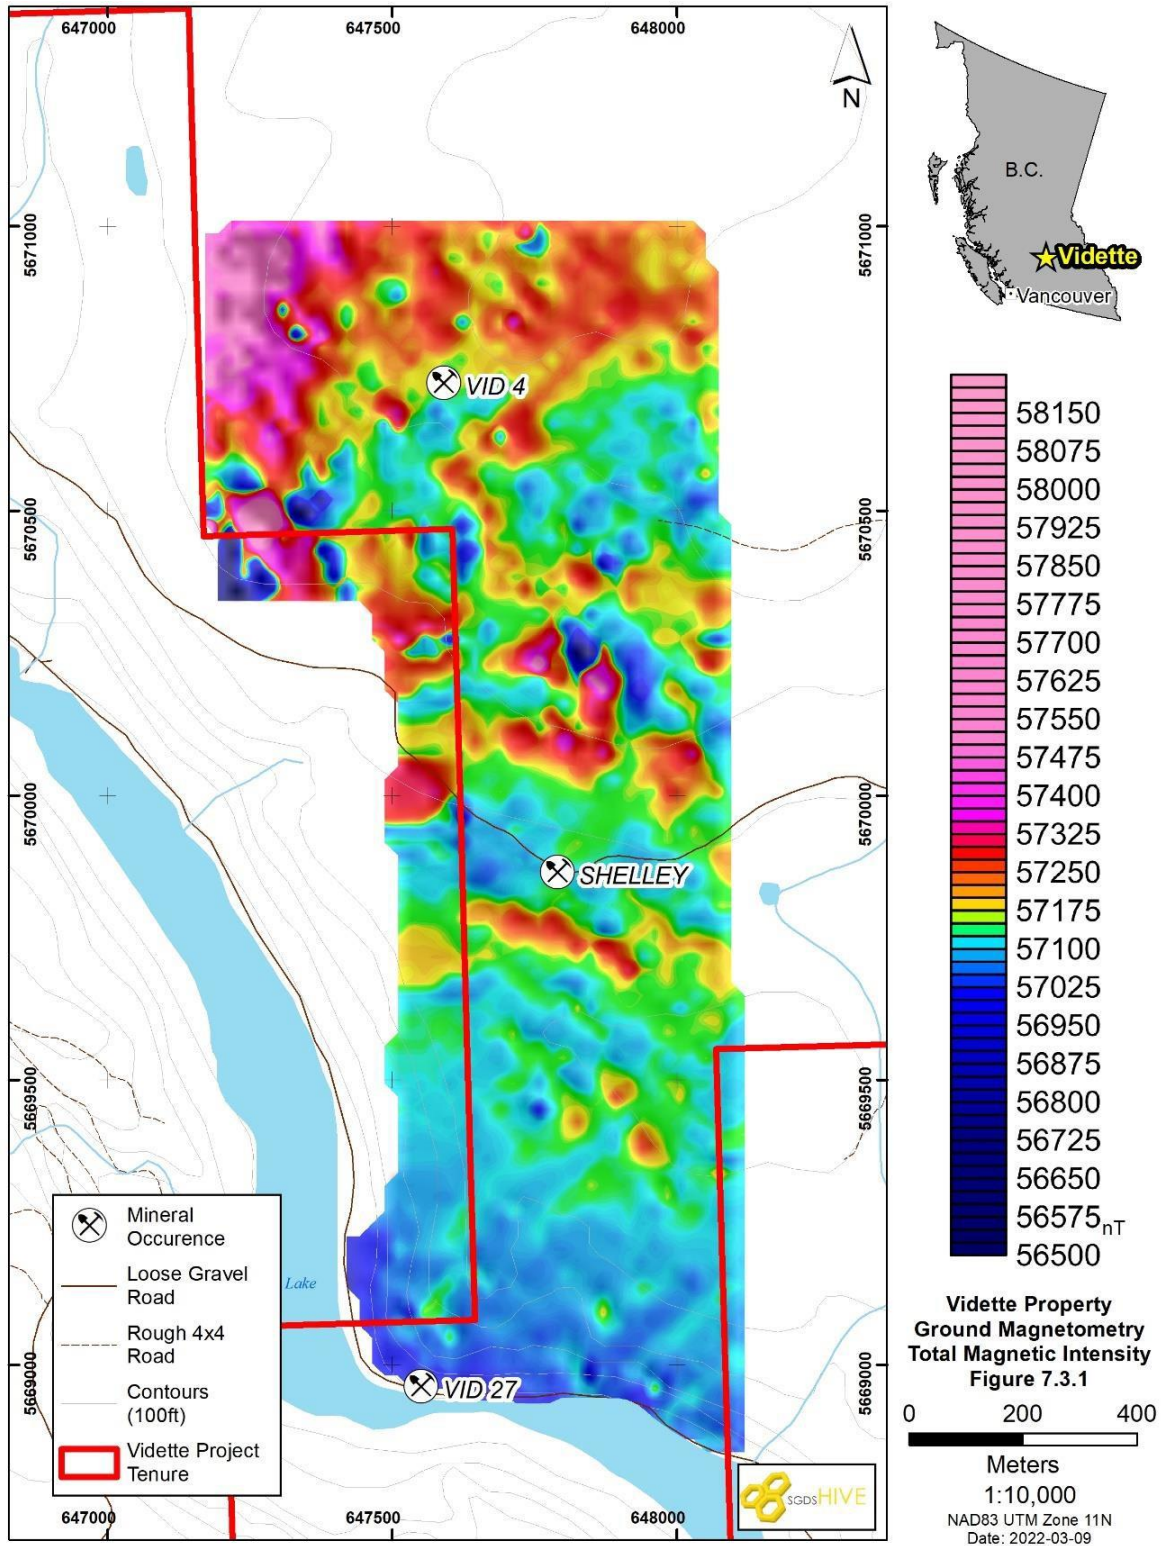 647000
647500
648000
N
B.C.
Vidette
Vancouver
5671000
5671000
VID 4
5670500
5670500
5670000
5670000
SHELLEY
5669500
5669500
Lake
5669000
5669000
VID 27
58150
58075
58000
57925
57850
57775
57700
57625
57550
57475
57400
57325
57250
57175
57100
57025
56950
56875
56800
56725
56650
56575
nT
56500
Mineral
Occurence
Loose Gravel
Road
Rough 4x4
Road
Contours
(100ft)
Vidette Project
Tenure
Vidette Property
Ground Magnetometry
Total Magnetic Intensity
Figure 7.3.1
0 200 400
Meters
1:10,000
NAD83 UTM Zone 11N
Date: 2022-03-09
SGDSHIVE
647000
647500
648000